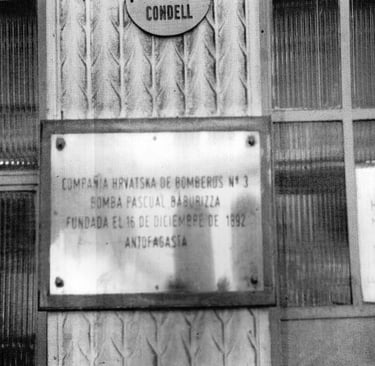 CONDELL
COMPAÑIA HRVATSKA DE BOMBEROS Nº 3
BOMBA PASCUAL BABURIZZA
FUNDADA EL 16 DE DICIEMBRE DE 1892
ANTOFAGASTA